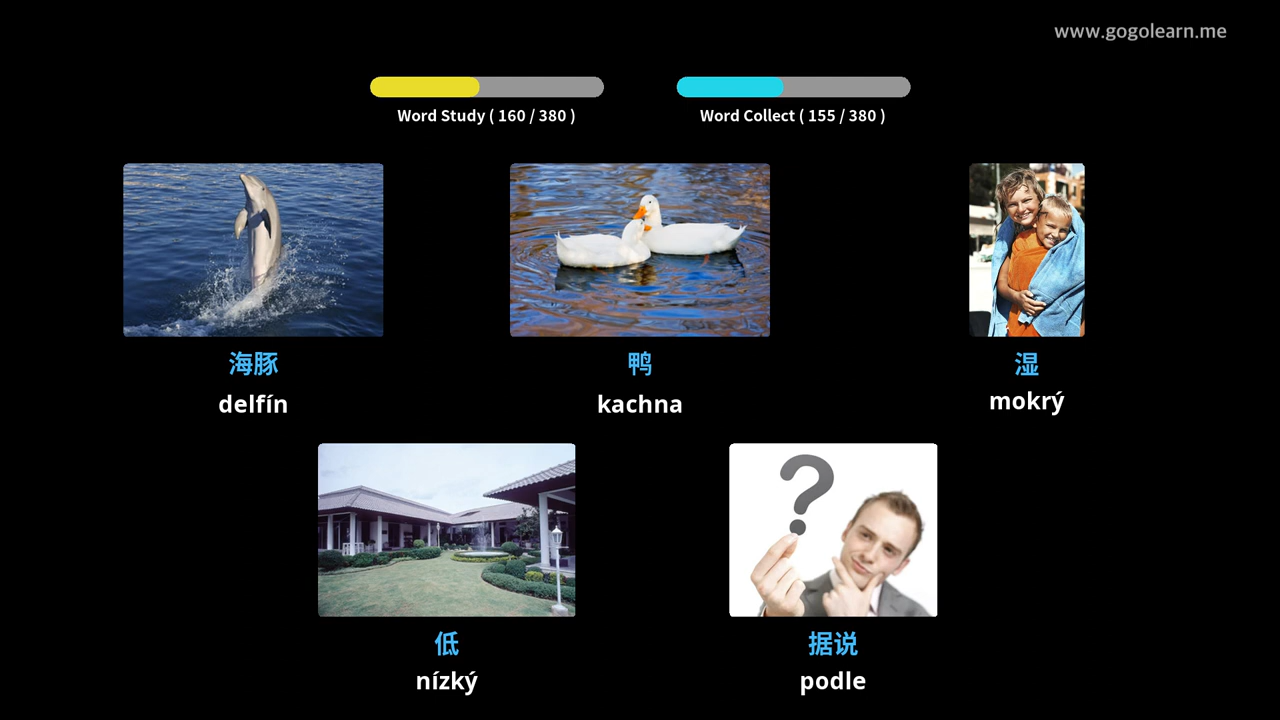 www.gogolearn.me
Word Study ( 160 / 380 )
Word Collect ( 155 / 380 )
海豚
delfín
鸭
kachna
湿
mokrý
低
nízký
据说
podle